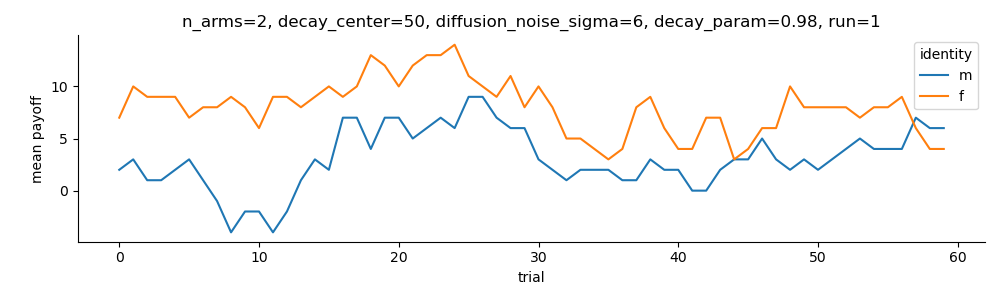 n_arms=2, decay_center=50, diffusion_noise_sigma=6, decay_param=0.98, run=1
identity
m
f
mean payoff
10
5
0
0 10 20 30 40 50 60
trial